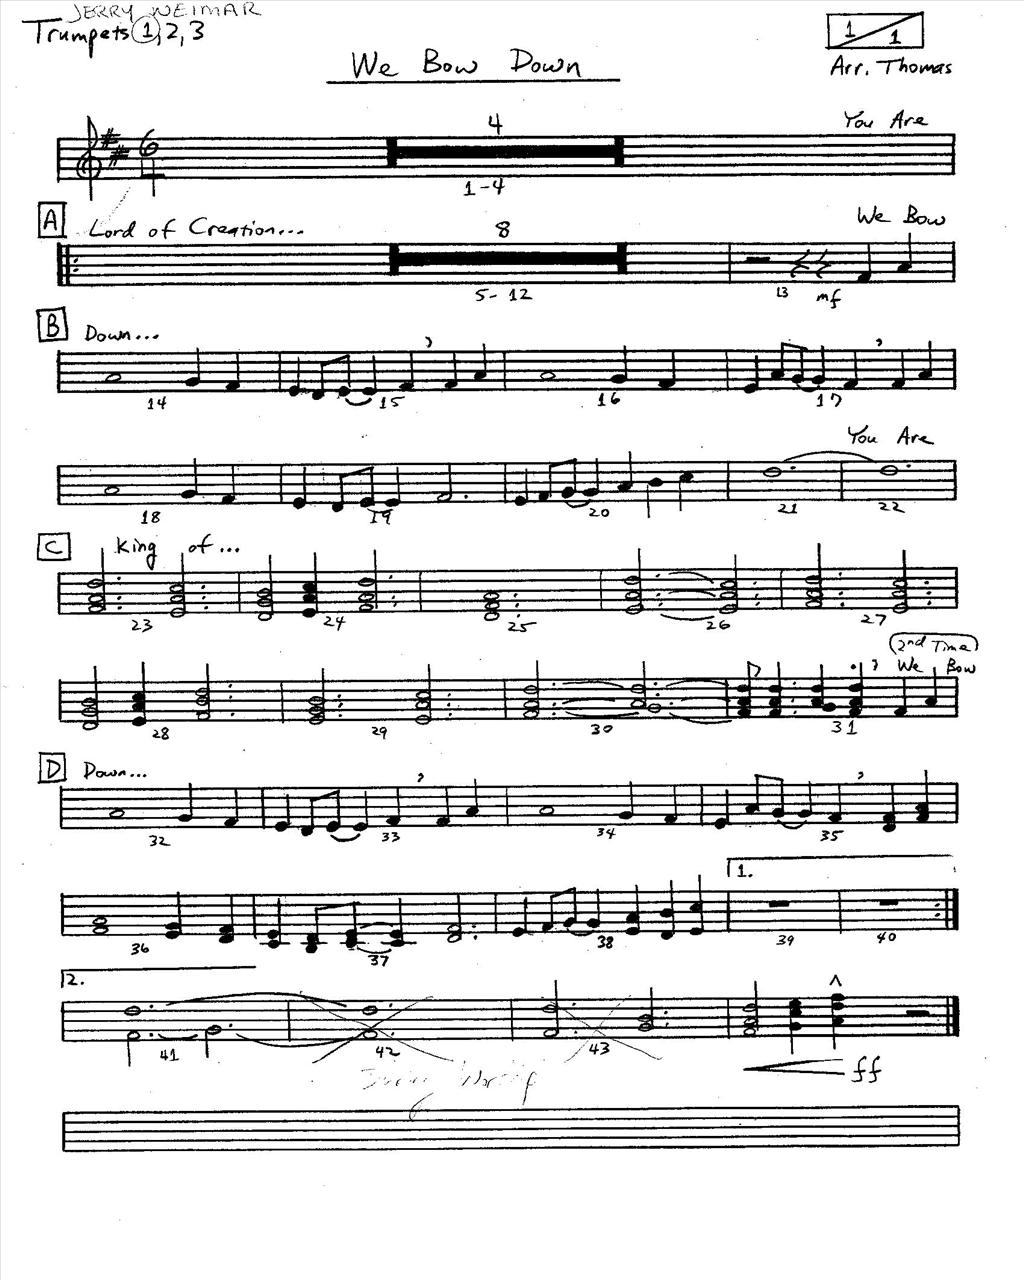 JERRY WEIMAR
Trumpets 1, 2, 3
1/1
We Bow Down
Arr. Thomas
4
You Are
6
1-4
A Lord of Creation...
8
We Bow
5-12
13
mf
B Down...
14 15 16 17
You Are
18 19 20 21 22
C King of...
23 24 25 26 27
2nd Time
We Bow
28 29 30 31
D Down...
32 33 34 35
1.
36 37 38 39 40
2.
41 42 43
ff